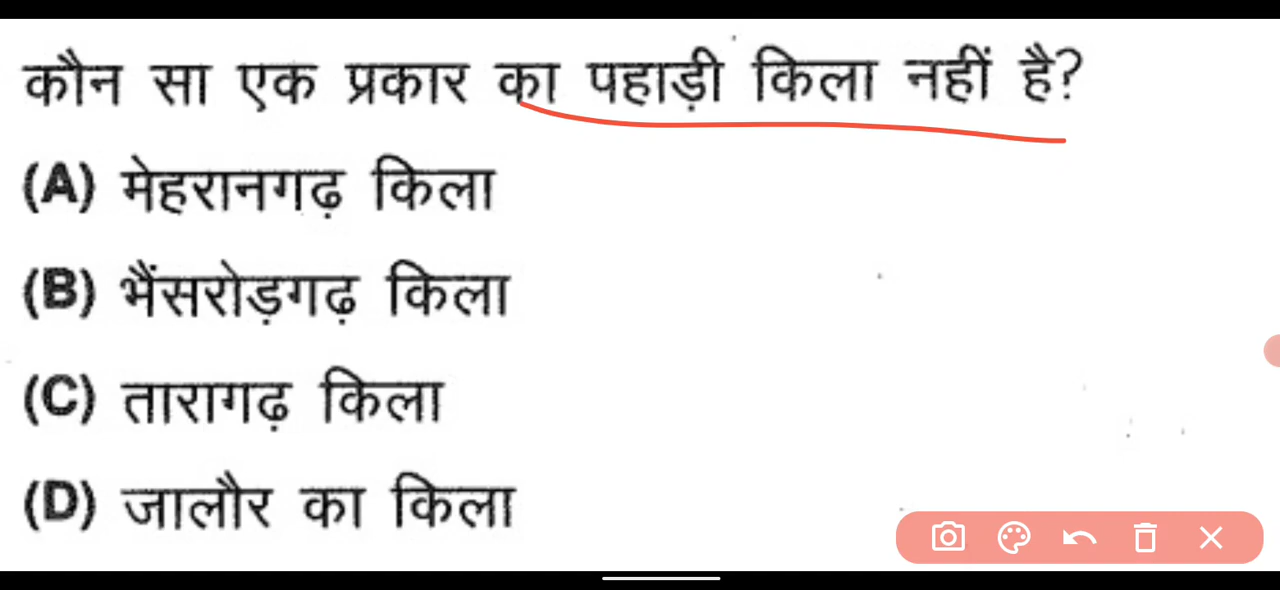 कौन सा एक प्रकार का पहाड़ी किला नहीं है?
(A) मेहरानगढ़ किला
(B) भैंसरोड़गढ़ किला
(C) तारागढ़ किला
(D) जालौर का किला